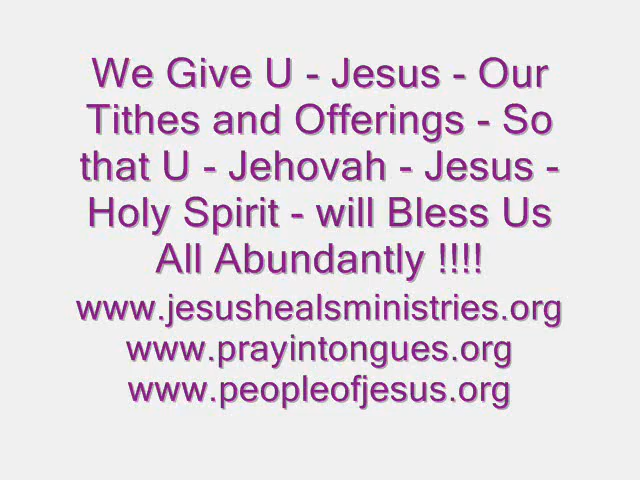 We Give U - Jesus - Our
Tithes and Offerings - So
that U - Jehovah - Jesus -
Holy Spirit - will Bless Us
All Abundantly !!!!
www.jesushealsministries.org
www.prayintongues.org
www.peopleofjesus.org